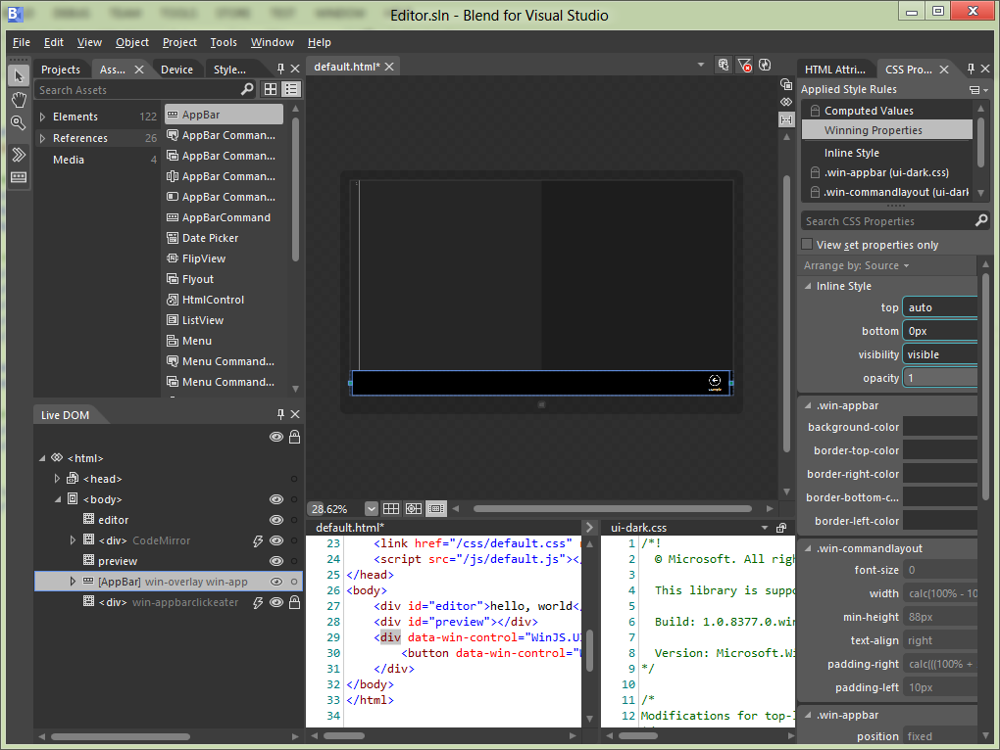 Editor.sln - Blend for Visual Studio
File Edit View Object Project Tools Window Help
Projects Ass... Device Style...
Search Assets
Elements 122
References 26
Media 4
AppBar
AppBar Comman...
AppBar Comman...
AppBar Comman...
AppBar Comman...
AppBarCommand
Date Picker
FlipView
Flyout
HtmlControl
ListView
Menu
Menu Command...
Menu Command...
Live DOM
<html>
<head>
<body>
editor
<div> CodeMirror
preview
[AppBar] win-overlay win-app
<div> win-appbarclickeater
default.html*
1
example
28.62%
default.html*
23 <link href="/css/default.css"
24 <script src="/js/default.js"><
25 </head>
26 <body>
27 <div id="editor">hello, world<
28 <div id="preview"></div>
29 <div data-win-control="WinJS.U
30 <button data-win-control="
31 </div>
32 </body>
33 </html>
34
ui-dark.css
1 /*!
2 © Microsoft. All righ
3
4 This library is suppo
5
6 Build: 1.0.8377.0.win
7
8 Version: Microsoft.Wi
9 */
10
11 /*
12 Modifications for top-l
HTML Attri... CSS Pro...
Applied Style Rules
Computed Values
Winning Properties
Inline Style
.win-appbar (ui-dark.css)
.win-commandlayout (ui-dark
Search CSS Properties
View set properties only
Arrange by: Source
Inline Style
top auto
bottom 0px
visibility visible
opacity 1
.win-appbar
background-color
border-top-color
border-right-color
border-bottom-c...
border-left-color
.win-commandlayout
font-size 0
width calc(100% - 10
min-height 88px
text-align right
padding-right calc(((100% +
padding-left 10px
.win-appbar
position fixed